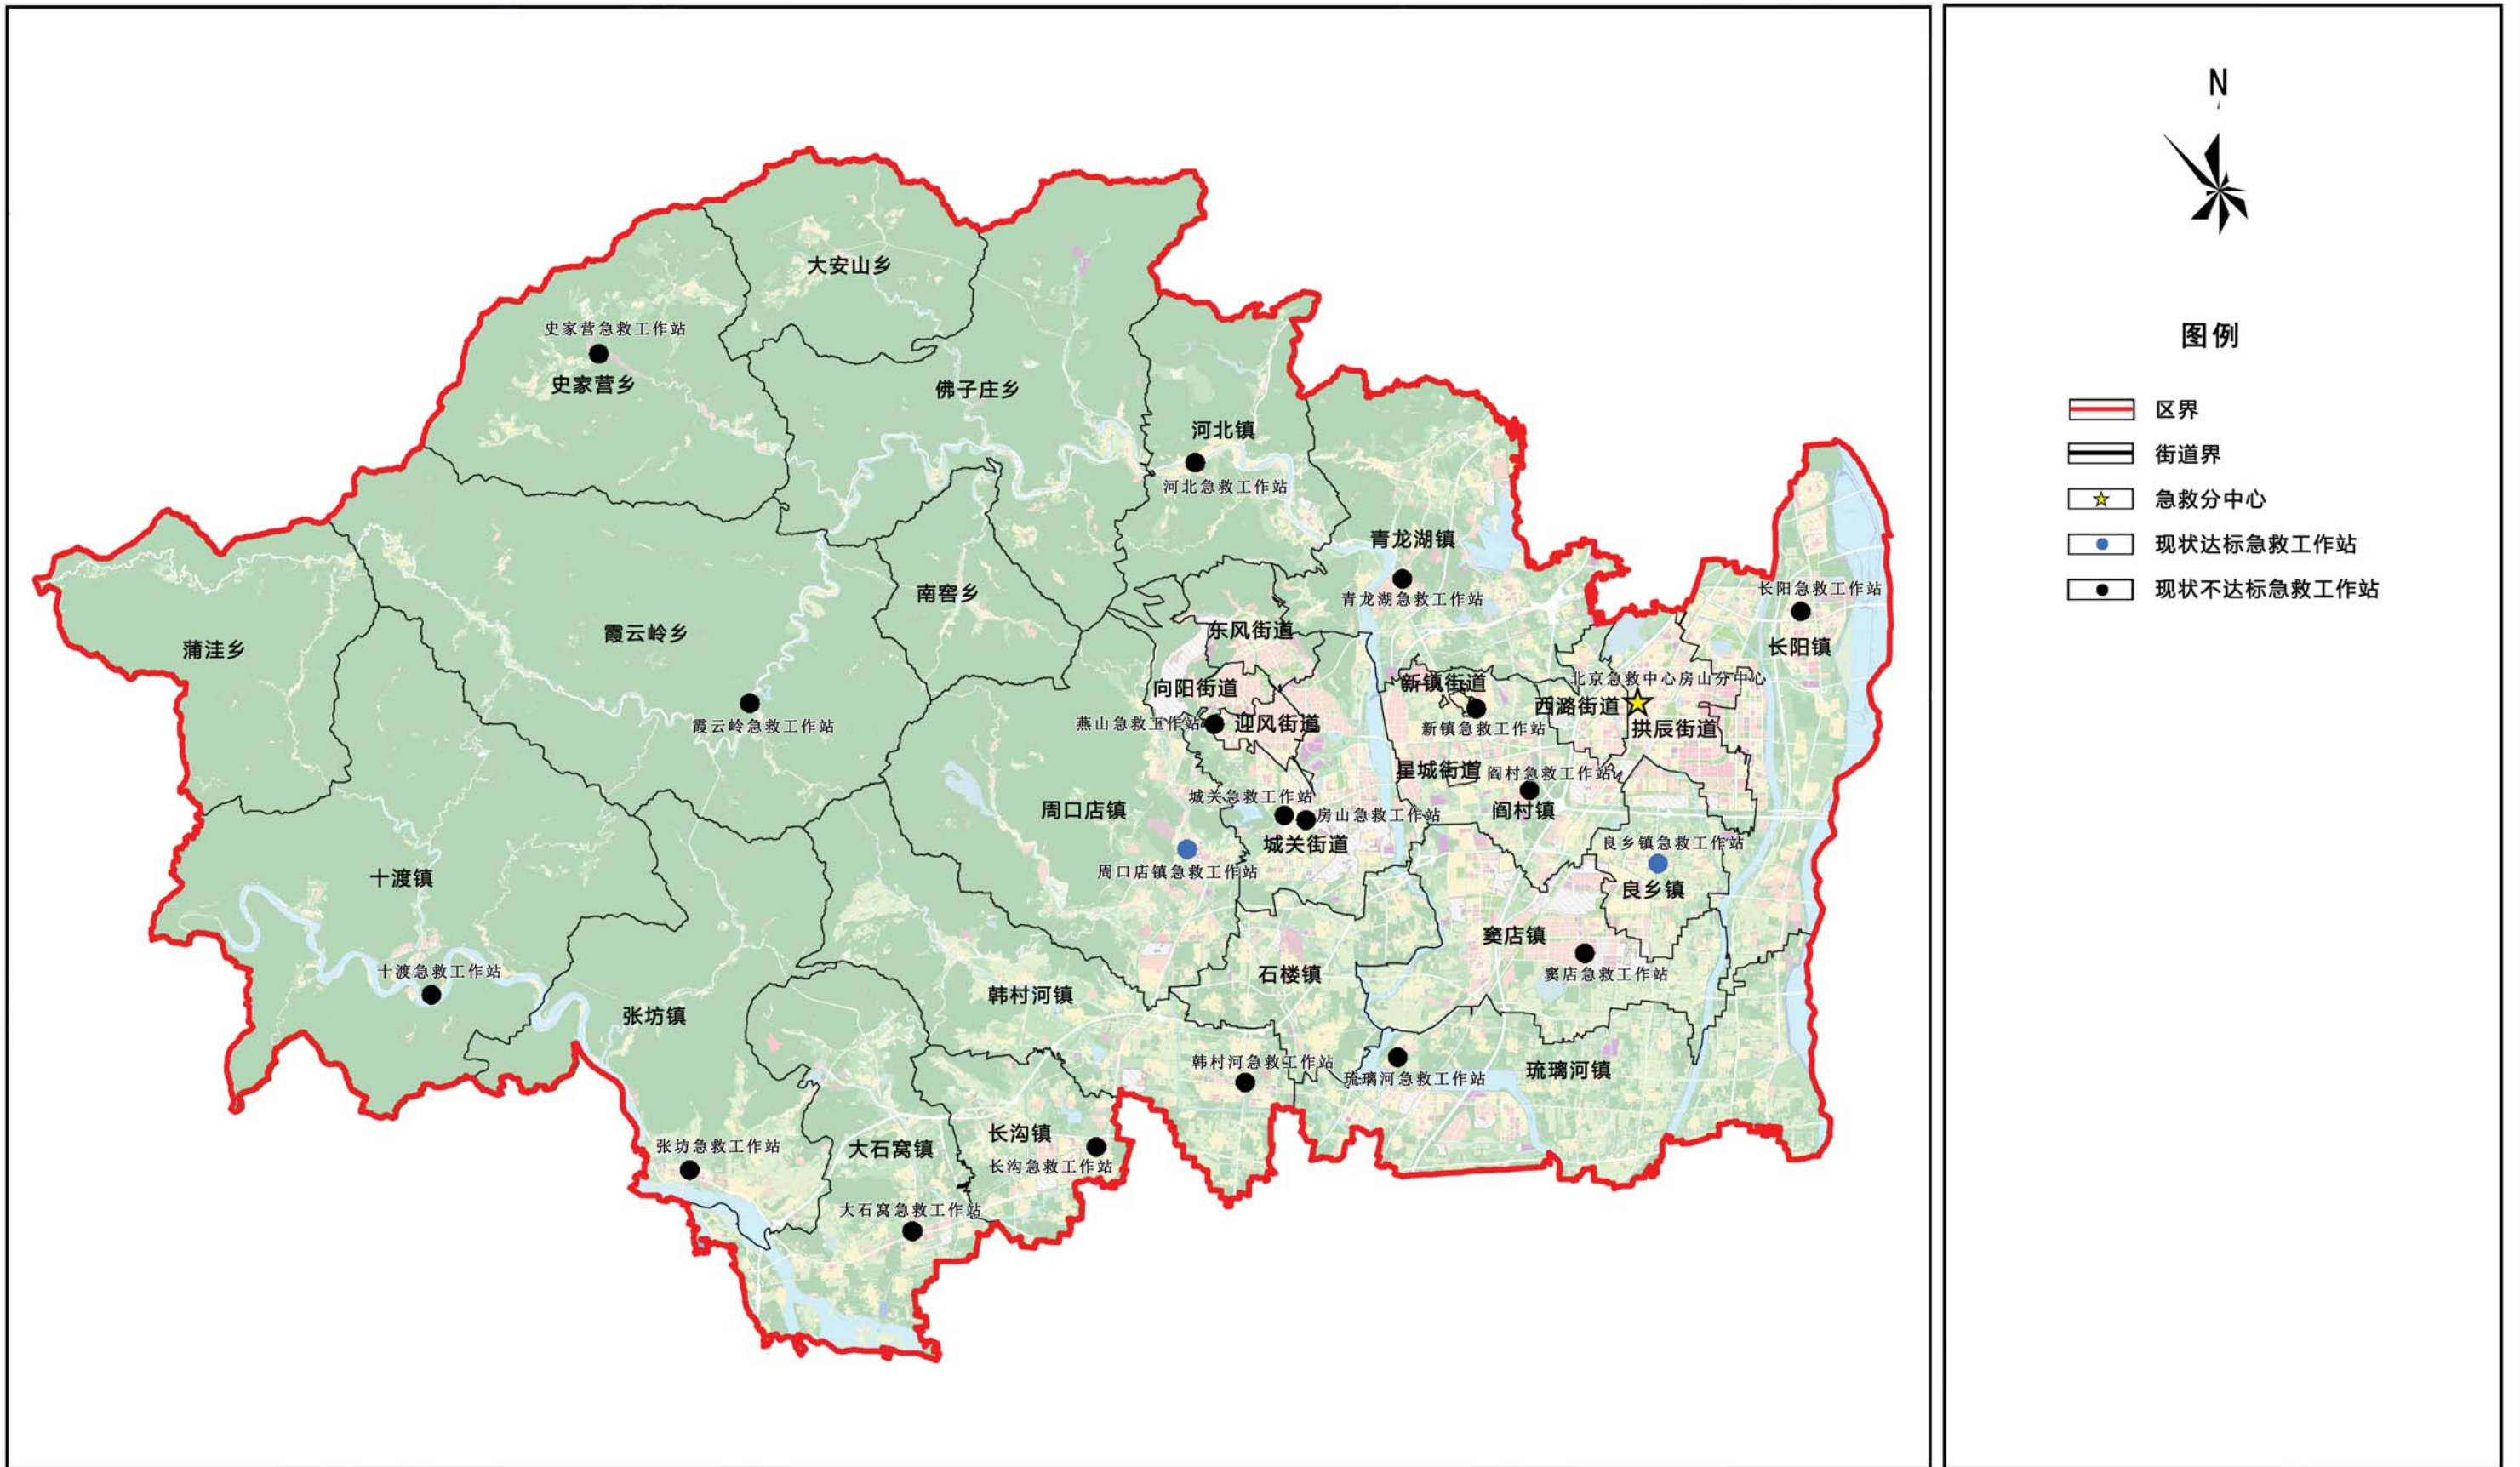 大安山乡
史家营急救工作站
史家营乡
佛子庄乡
河北镇
河北急救工作站
青龙湖镇
青龙湖急救工作站
长阳急救工作站
长阳镇
南窖乡
霞云岭乡
蒲洼乡
霞云岭急救工作站
东风街道
向阳街道
燕山急救工作站
迎风街道
新镇街道
新镇急救工作站
北京急救中心房山分中心
西潞街道
拱辰街道
星城街道
阎村急救工作站
阎村镇
周口店镇
城关急救工作站
房山急救工作站
城关街道
周口店镇急救工作站
良乡镇急救工作站
良乡镇
十渡镇
十渡急救工作站
窦店镇
窦店急救工作站
石楼镇
韩村河镇
张坊镇
韩村河急救工作站
琉璃河急救工作站
琉璃河镇
长沟镇
长沟急救工作站
张坊急救工作站
大石窝镇
大石窝急救工作站
N
图例
区界
街道界
急救分中心
现状达标急救工作站
现状不达标急救工作站